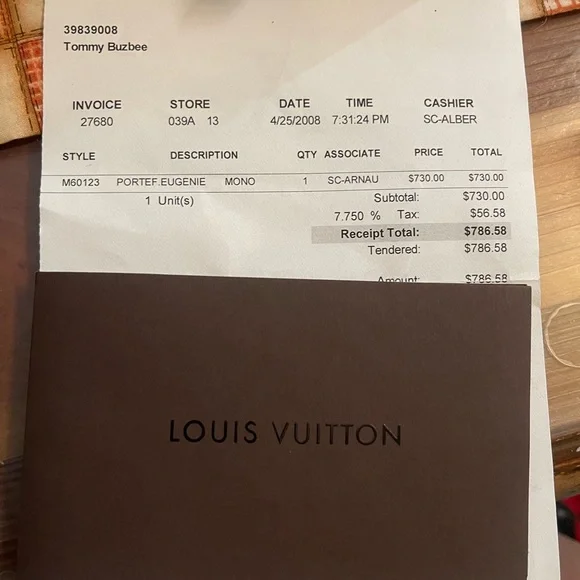 39839008
Tommy Buzbee
INVOICE STORE DATE TIME CASHIER
27680 039A 13 4/25/2008 7:31:24 PM SC-ALBER
STYLE DESCRIPTION QTY ASSOCIATE PRICE TOTAL
M60123 PORTEF.EUGENIE MONO 1 SC-ARNAU $730.00 $730.00
1 Unit(s) Subtotal: $730.00
7.750 % Tax: $56.58
Receipt Total: $786.58
Tendered: $786.58
Amount: $786.58
LOUIS VUITTON